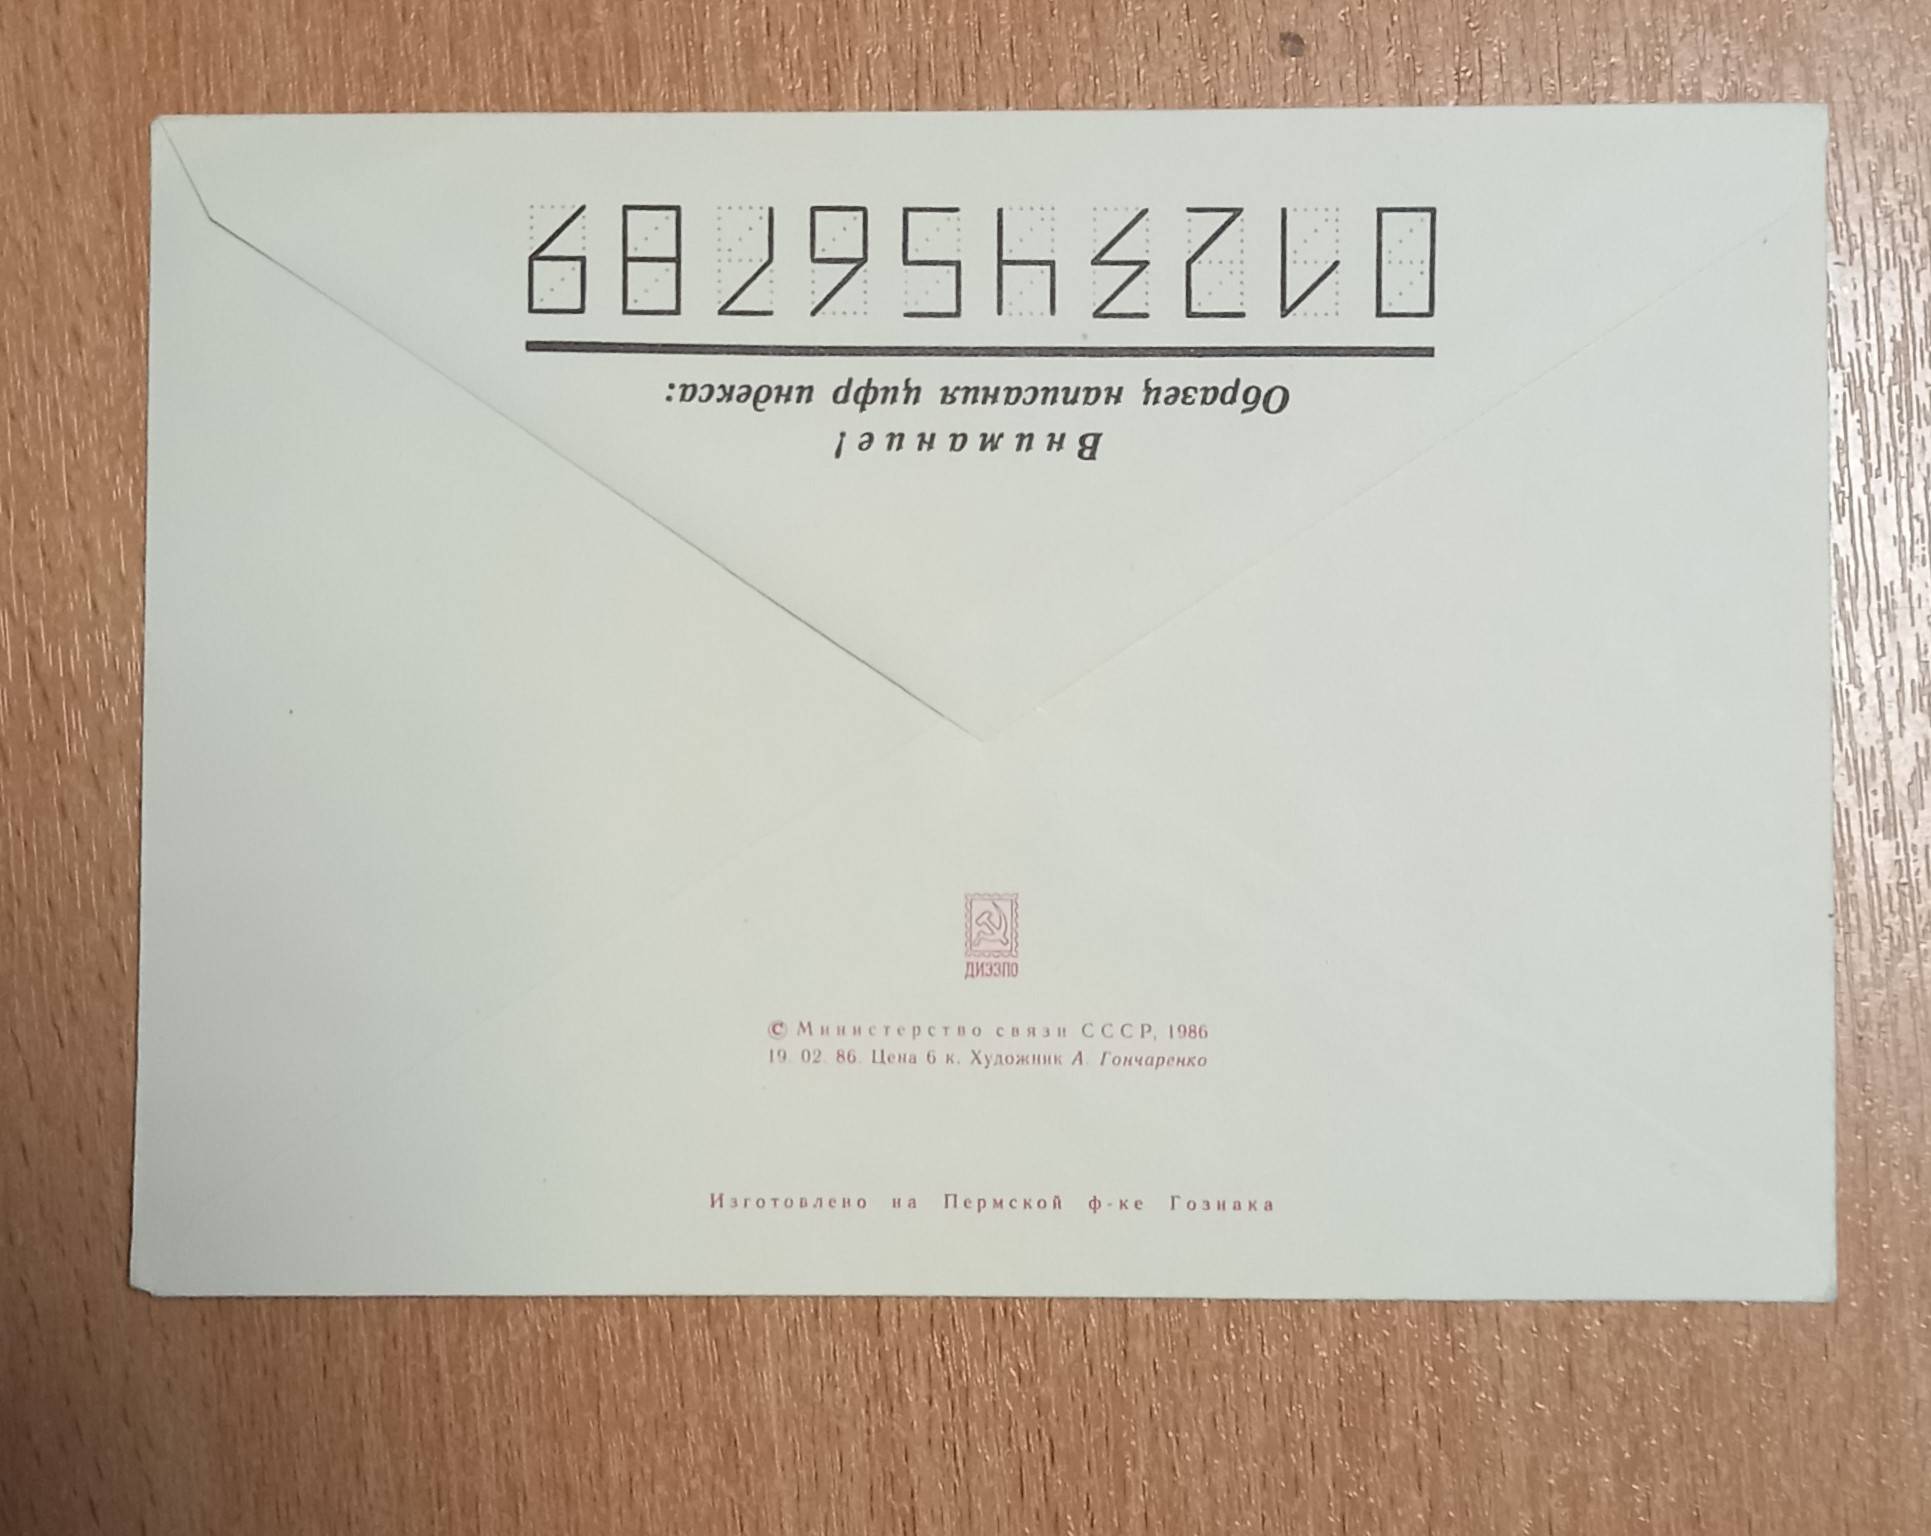 Внимание!
Образец написания цифр индекса:
0123456789
ДИЭЗПО
© Министерство связи СССР, 1986
19. 02. 86. Цена 6 к. Художник А. Гончаренко
Изготовлено на Пермской ф-ке Гознака